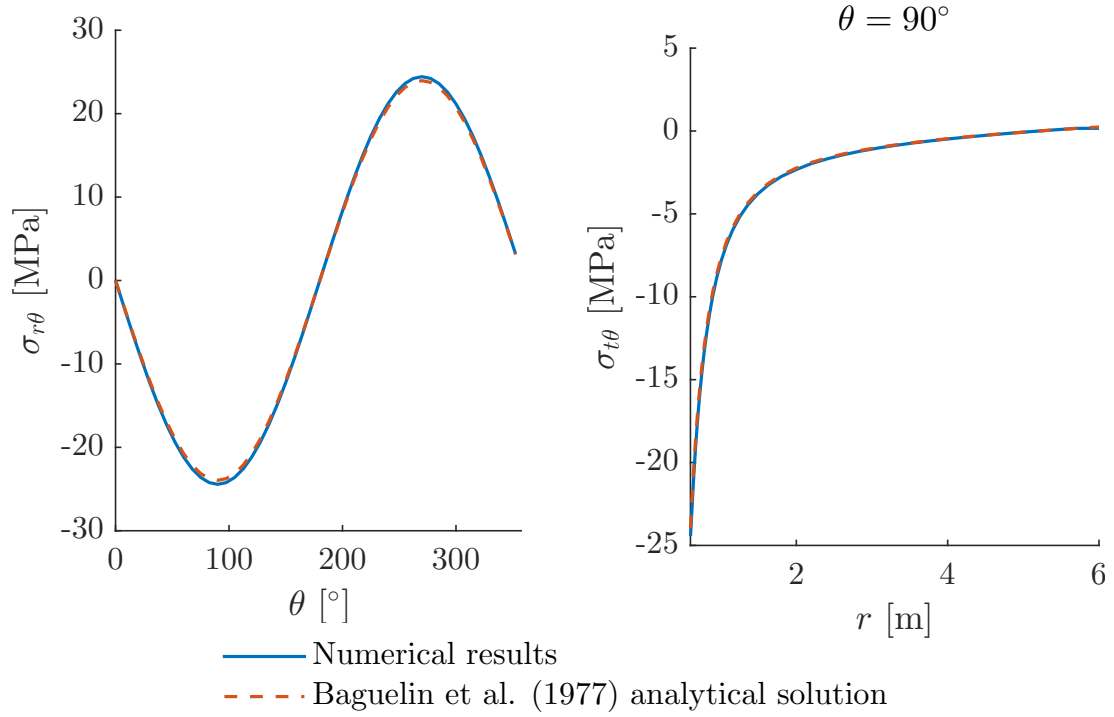 30
20
10
0
-10
-20
-30
σrθ [MPa]
0 100 200 300
θ [°]
θ = 90°
5
0
-5
-10
-15
-20
-25
σtθ [MPa]
2 4 6
r [m]
Numerical results
Baguelin et al. (1977) analytical solution